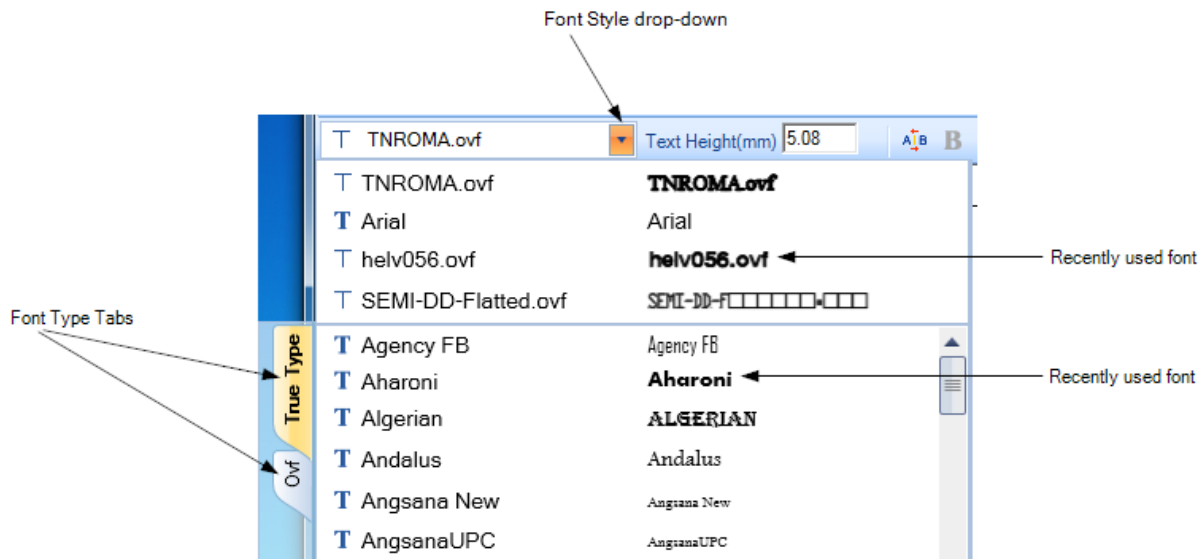 Font Style drop-down
TNROMA.ovf Text Height(mm) 5.08 A B B
TNROMA.ovf TNROMA.ovf
T Arial Arial
helv056.ovf helv056.ovf Recently used font
SEMI-DD-Flatted.ovf SEMI-DD-F□□□□□□.□□□
Font Type Tabs
True Type
Ovf
T Agency FB Agency FB
T Aharoni Aharoni Recently used font
T Algerian ALGERIAN
T Andalus Andalus
T Angsana New Angsana New
T AngsanaUPC AngsanaUPC